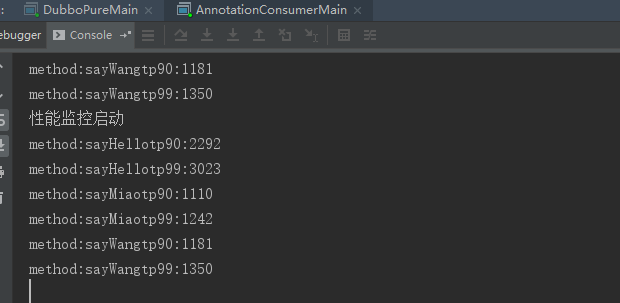 : DubboPureMain × AnnotationConsumerMain ×
ebugger Console
method:sayWangtp90:1181
method:sayWangtp99:1350
性能监控启动
method:sayHellotp90:2292
method:sayHellotp99:3023
method:sayMiaotp90:1110
method:sayMiaotp99:1242
method:sayWangtp90:1181
method:sayWangtp99:1350